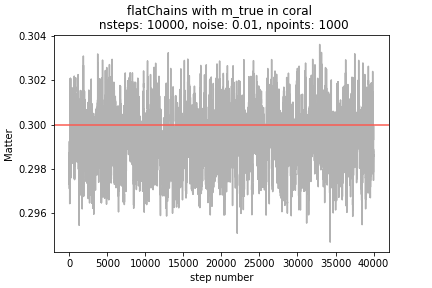 flatChains with m_true in coral
nsteps: 10000, noise: 0.01, npoints: 1000
0.304
0.302
0.300
0.298
0.296
Matter
0 5000 10000 15000 20000 25000 30000 35000 40000
step number